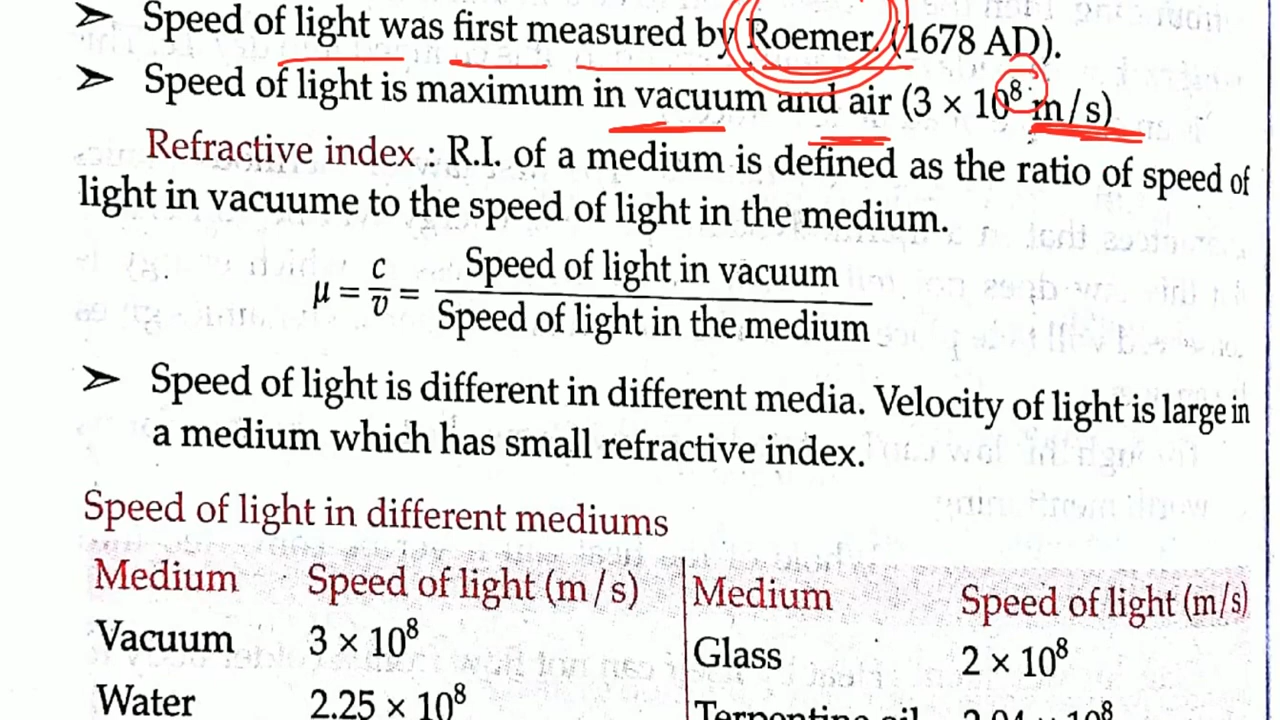 ➢ Speed of light was first measured by Roemer (1678 AD).
➢ Speed of light is maximum in vacuum and air (3 × 10⁸ m/s)
Refractive index : R.I. of a medium is defined as the ratio of speed of
light in vacuume to the speed of light in the medium.
μ = c/v = Speed of light in vacuum / Speed of light in the medium
➢ Speed of light is different in different media. Velocity of light is large in
a medium which has small refractive index.
Speed of light in different mediums
Medium Speed of light (m/s) Medium Speed of light (m/s)
Vacuum 3 × 10⁸ Glass 2 × 10⁸
Water 2.25 × 10⁸ Terpontine oil 2.04 × 10⁸